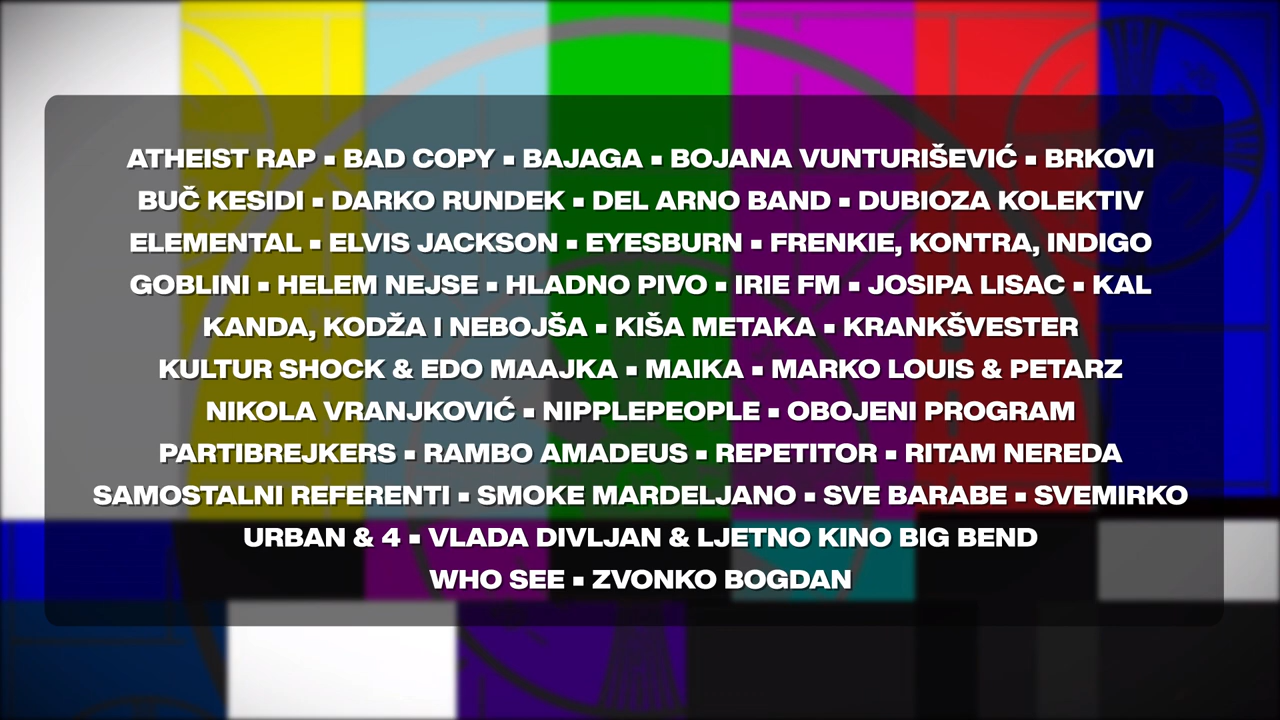 ATHEIST RAP ▪ BAD COPY ▪ BAJAGA ▪ BOJANA VUNTURIŠEVIĆ ▪ BRKOVI
BUČ KESIDI ▪ DARKO RUNDEK ▪ DEL ARNO BAND ▪ DUBIOZA KOLEKTIV
ELEMENTAL ▪ ELVIS JACKSON ▪ EYESBURN ▪ FRENKIE, KONTRA, INDIGO
GOBLINI ▪ HELEM NEJSE ▪ HLADNO PIVO ▪ IRIE FM ▪ JOSIPA LISAC ▪ KAL
KANDA, KODŽA I NEBOJŠA ▪ KIŠA METAKA ▪ KRANKŠVESTER
KULTUR SHOCK & EDO MAAJKA ▪ MAIKA ▪ MARKO LOUIS & PETARZ
NIKOLA VRANJKOVIĆ ▪ NIPPLEPEOPLE ▪ OBOJENI PROGRAM
PARTIBREJKERS ▪ RAMBO AMADEUS ▪ REPETITOR ▪ RITAM NEREDA
SAMOSTALNI REFERENTI ▪ SMOKE MARDELJANO ▪ SVE BARABE ▪ SVEMIRKO
URBAN & 4 ▪ VLADA DIVLJAN & LJETNO KINO BIG BEND
WHO SEE ▪ ZVONKO BOGDAN